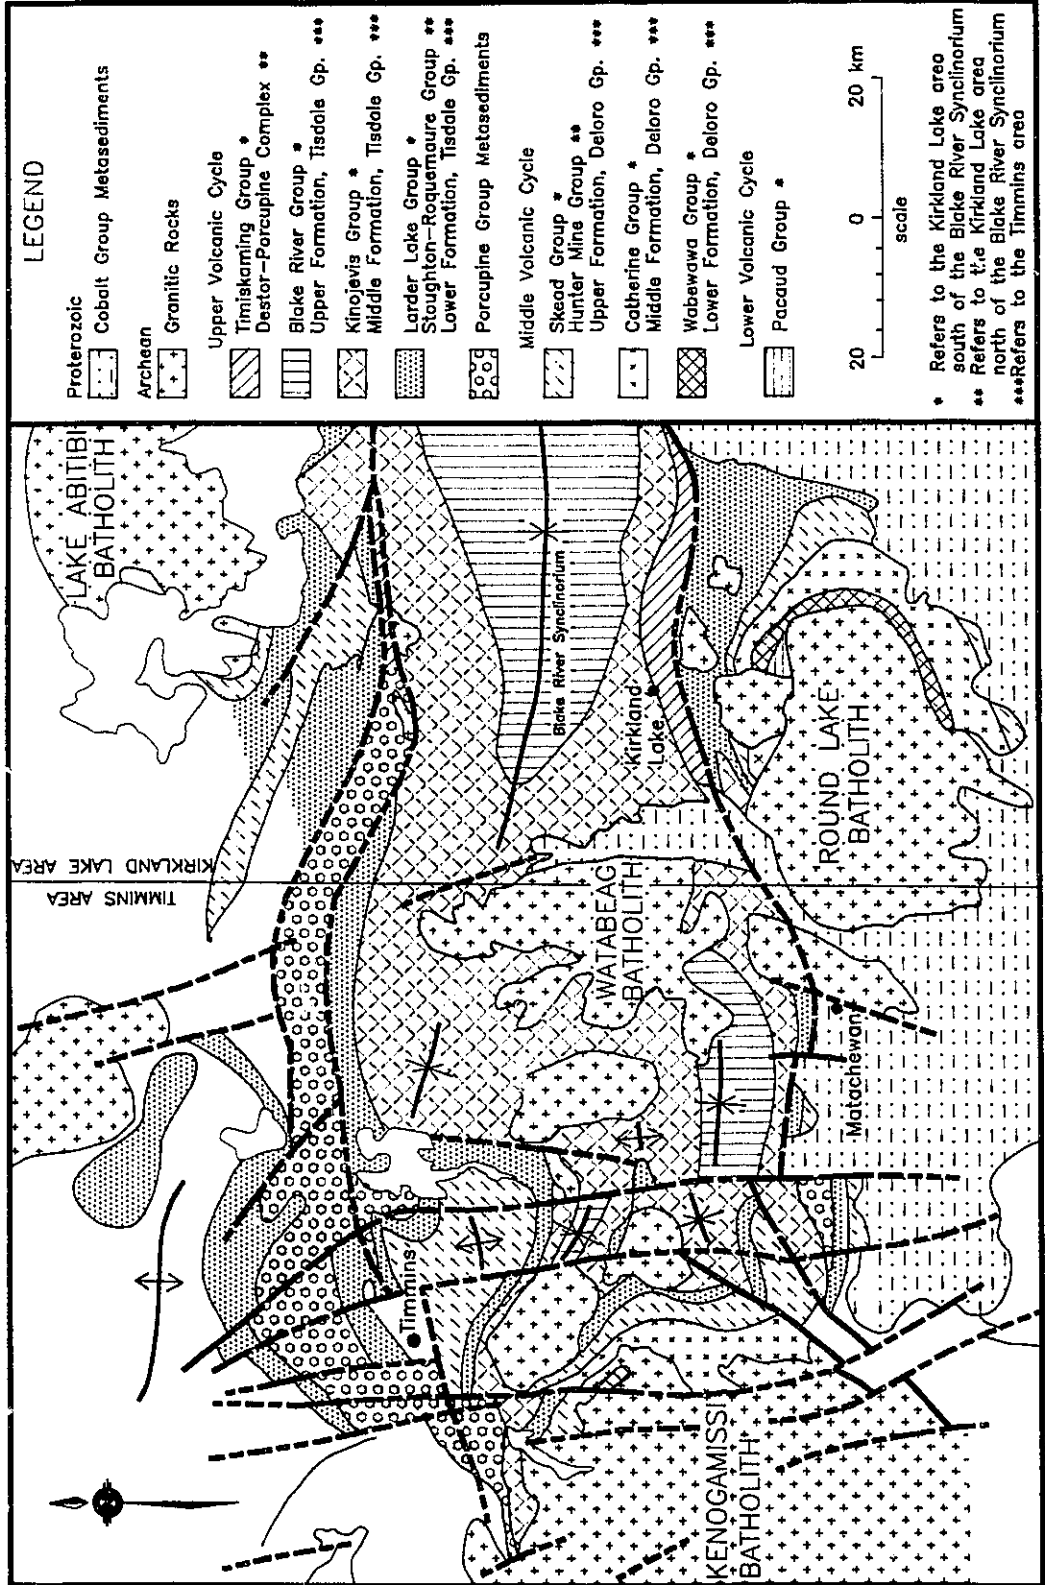 LEGEND
Proterozoic
Cobalt Group Metasediments
Archean
Granitic Rocks
Upper Volcanic Cycle
Timiskaming Group *
Destor-Porcupine Complex **
Blake River Group *
Upper Formation, Tisdale Gp. ***
Kinojevis Group *
Middle Formation, Tisdale Gp. ***
Larder Lake Group *
Stoughton-Roquemaure Group **
Lower Formation, Tisdale Gp. ***
Porcupine Group Metasediments
Middle Volcanic Cycle
Skead Group *
Hunter Mine Group **
Upper Formation, Deloro Gp. ***
Catherine Group *
Middle Formation, Deloro Gp. ***
Wabewawa Group *
Lower Formation, Deloro Gp. ***
Lower Volcanic Cycle
Pacaud Group *
20 0 20 km
scale
* Refers to the Kirkland Lake area
south of the Blake River Synclinorium
** Refers to the Kirkland Lake area
north of the Blake River Synclinorium
***Refers to the Timmins area
LAKE ABITIBI
BATHOLITH
KIRKLAND LAKE AREA
TIMMINS AREA
Blake River Synclinorium
Kirkland
Lake
ROUND LAKE
BATHOLITH
WATABEAG
BATHOLITH
Matachewan
Timmins
KENOGAMISSI
BATHOLITH
N